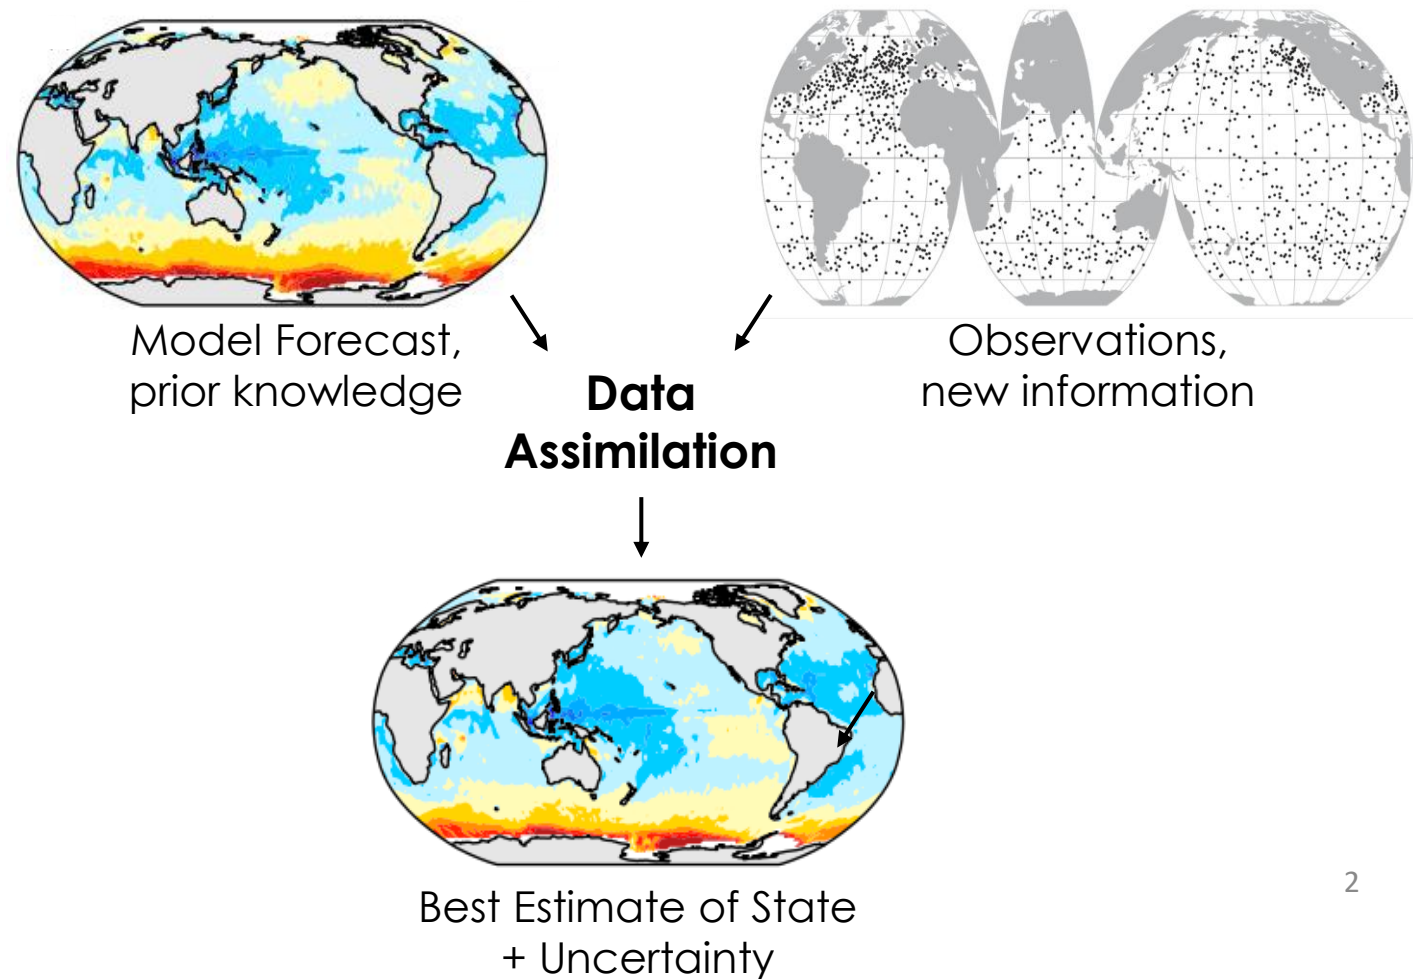 Model Forecast,
prior knowledge
Observations,
new information
Data
Assimilation
Best Estimate of State
+ Uncertainty
2